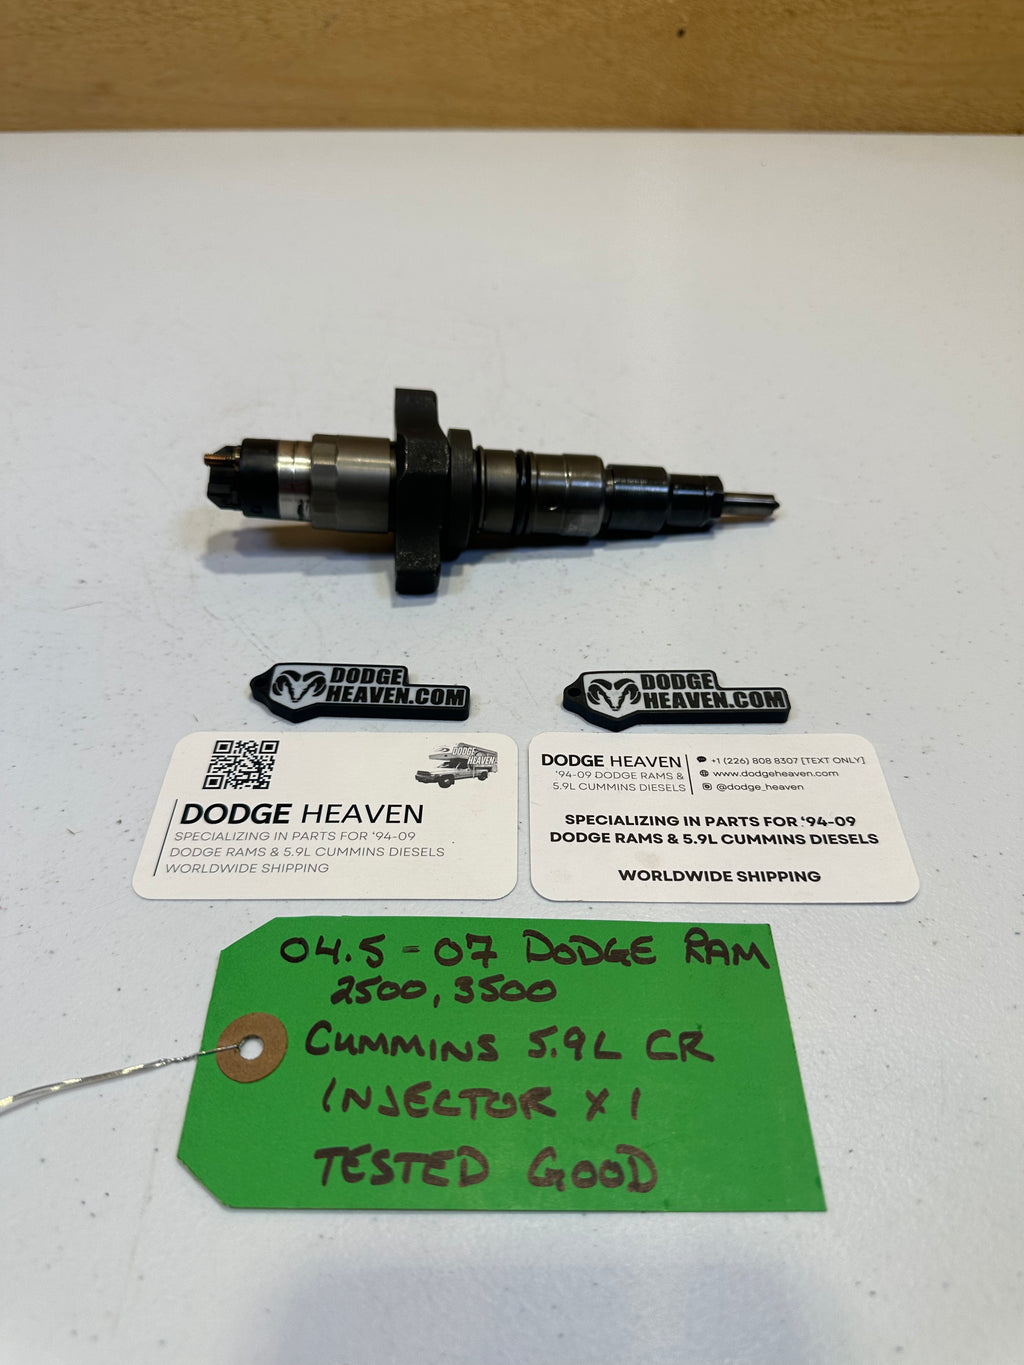 DODGE
HEAVEN.COM
DODGE
HEAVEN.COM
DODGE
HEAVEN
DODGE HEAVEN
SPECIALIZING IN PARTS FOR '94-09
DODGE RAMS & 5.9L CUMMINS DIESELS
WORLDWIDE SHIPPING
DODGE HEAVEN
'94-09 DODGE RAMS &
5.9L CUMMINS DIESELS
+1 (226) 808 8307 [TEXT ONLY]
www.dodgeheaven.com
@dodge_heaven
SPECIALIZING IN PARTS FOR '94-09
DODGE RAMS & 5.9L CUMMINS DIESELS
WORLDWIDE SHIPPING
04.5-07 DODGE RAM
2500, 3500
CUMMINS 5.9L CR
INJECTOR X 1
TESTED GOOD